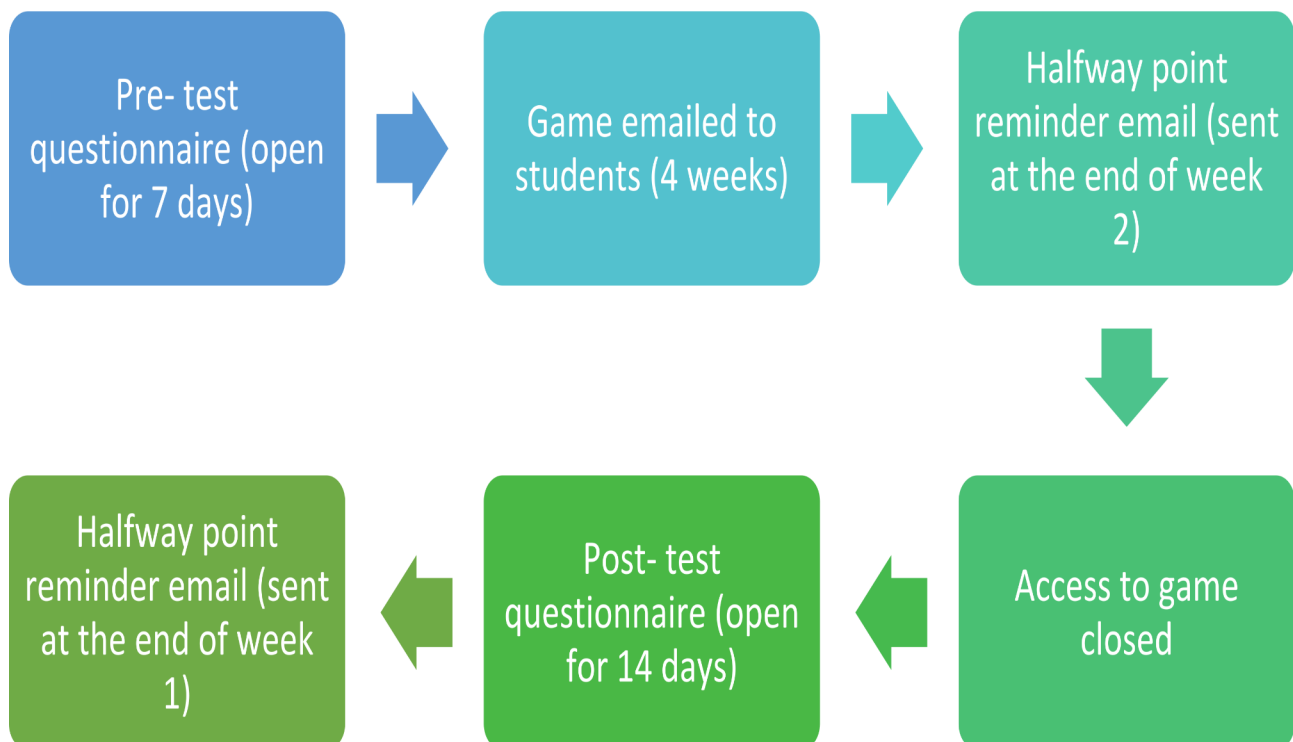 Pre- test
questionnaire (open
for 7 days)
Game emailed to
students (4 weeks)
Halfway point
reminder email (sent
at the end of week
2)
Access to game
closed
Post- test
questionnaire (open
for 14 days)
Halfway point
reminder email (sent
at the end of week
1)